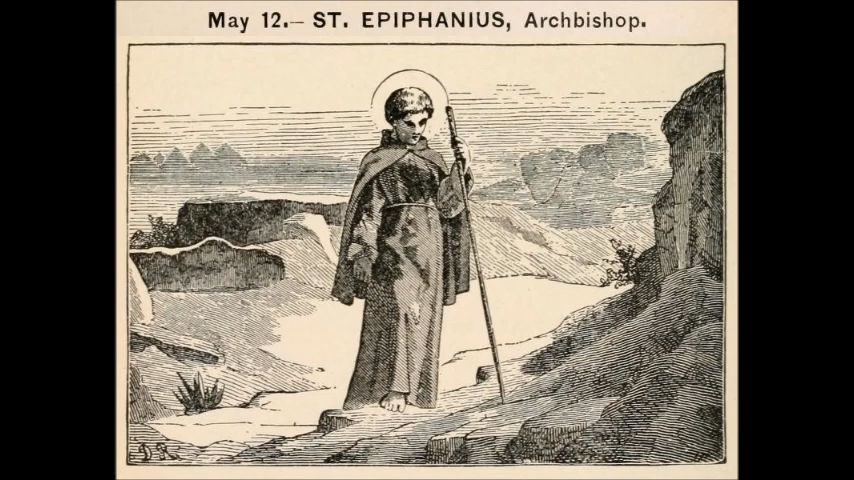 May 12.— ST. EPIPHANIUS, Archbishop.
D.R.